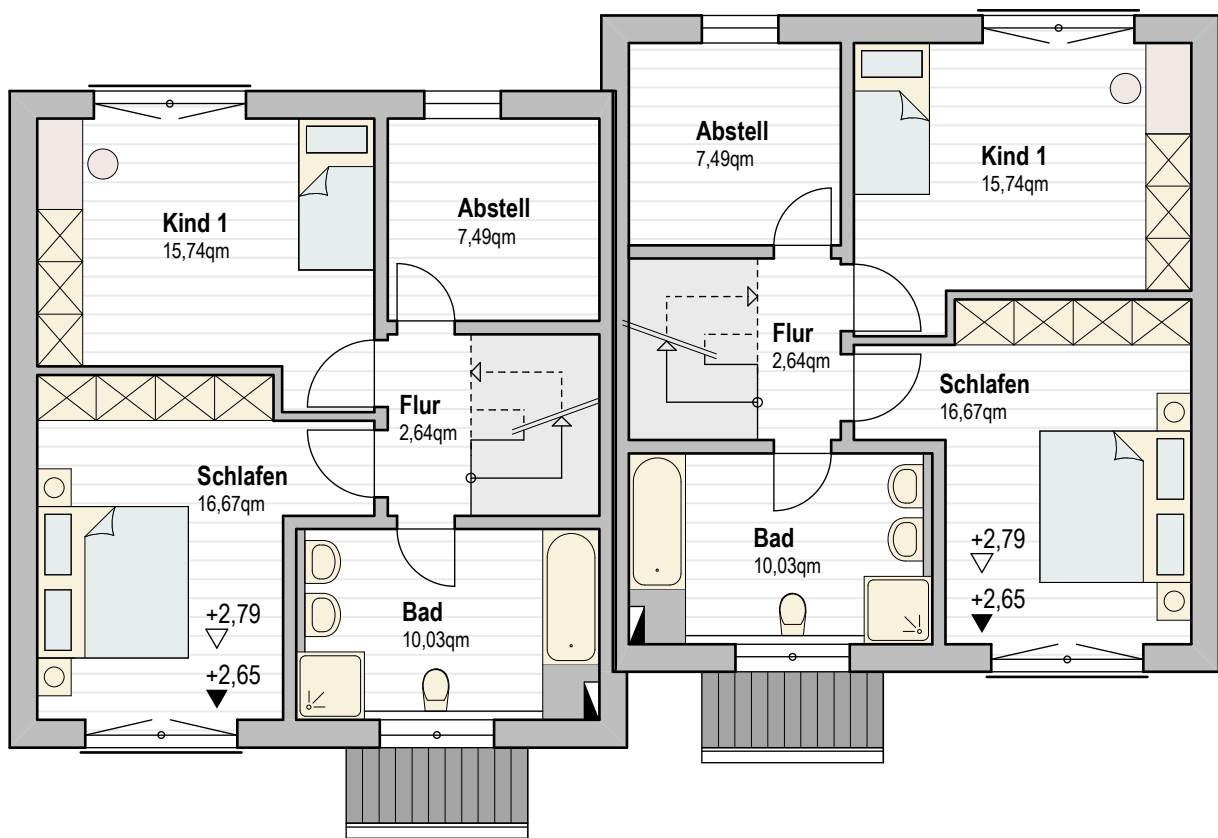 Kind 1
15,74qm
Abstell
7,49qm
Flur
2,64qm
Schlafen
16,67qm
+2,79
+2,65
Bad
10,03qm
Abstell
7,49qm
Kind 1
15,74qm
Flur
2,64qm
Schlafen
16,67qm
Bad
10,03qm
+2,79
+2,65